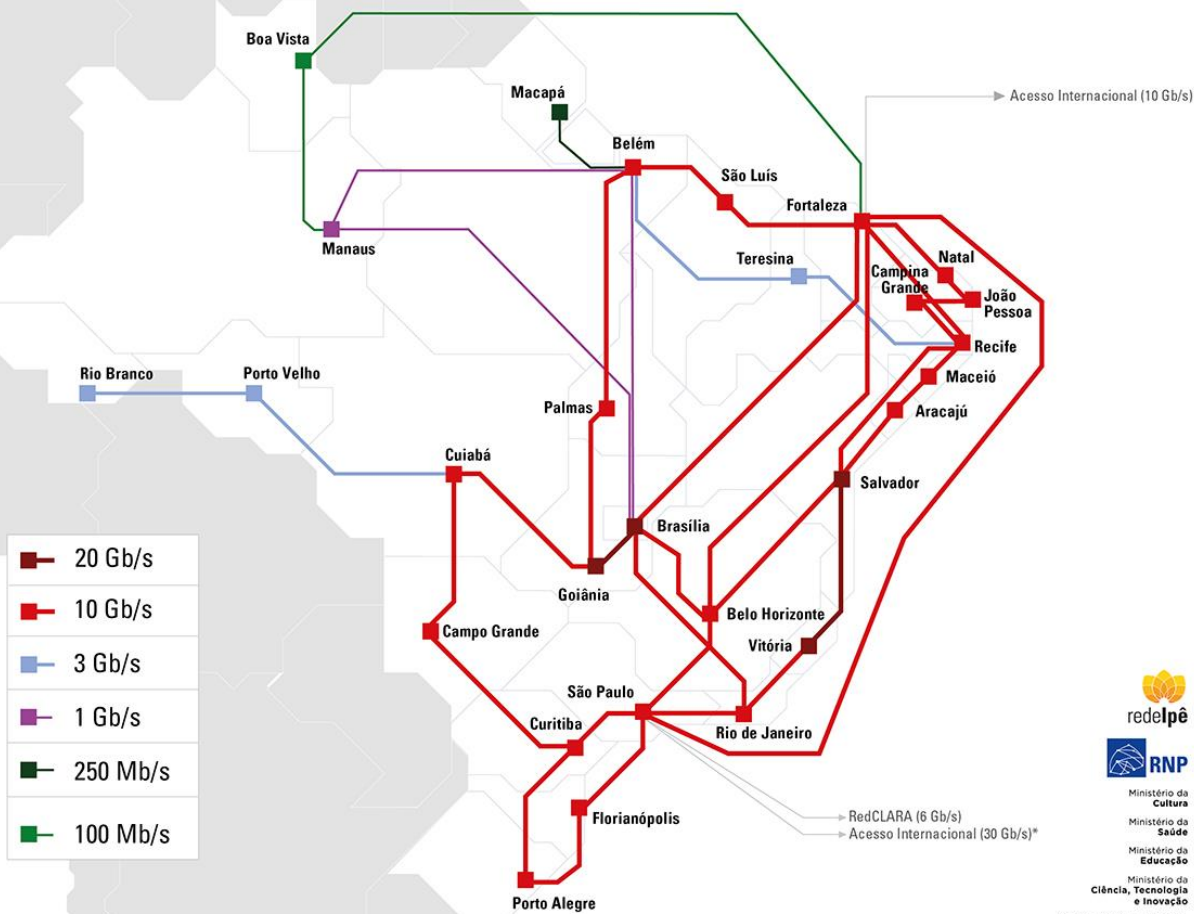 Boa Vista
Macapá
Acesso Internacional (10 Gb/s)
Belém
São Luís
Fortaleza
Manaus
Teresina
Natal
Campina
Grande
João
Pessoa
Recife
Rio Branco
Porto Velho
Palmas
Maceió
Aracajú
Cuiabá
Salvador
Brasília
Goiânia
Belo Horizonte
Campo Grande
Vitória
São Paulo
Curitiba
Rio de Janeiro
Florianópolis
Porto Alegre
RedCLARA (6 Gb/s)
Acesso Internacional (30 Gb/s)*
20 Gb/s
10 Gb/s
3 Gb/s
1 Gb/s
250 Mb/s
100 Mb/s
redeIpê
RNP
Ministério da
Cultura
Ministério da
Saúde
Ministério da
Educação
Ministério da
Ciência, Tecnologia
e Inovação